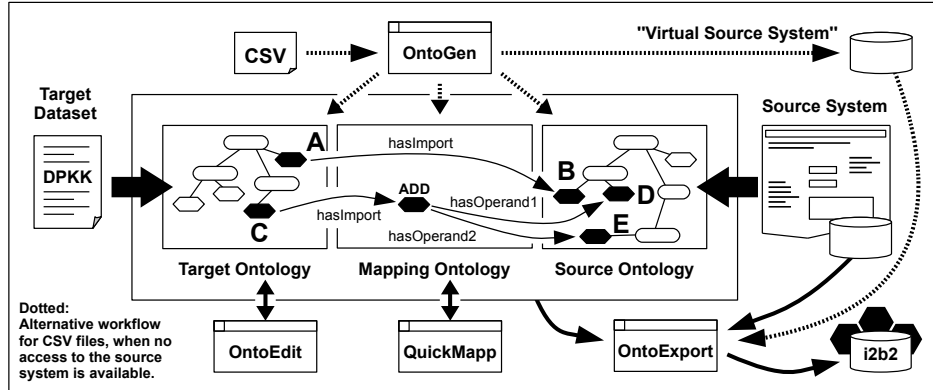 CSV
OntoGen
"Virtual Source System"
Target
Dataset
DPKK
Source System
A
hasImport
B
ADD
hasOperand1
D
C
hasImport
E
hasOperand2
Target Ontology
Mapping Ontology
Source Ontology
Dotted:
Alternative workflow
for CSV files, when no
access to the source
system is available.
OntoEdit
QuickMapp
OntoExport
i2b2